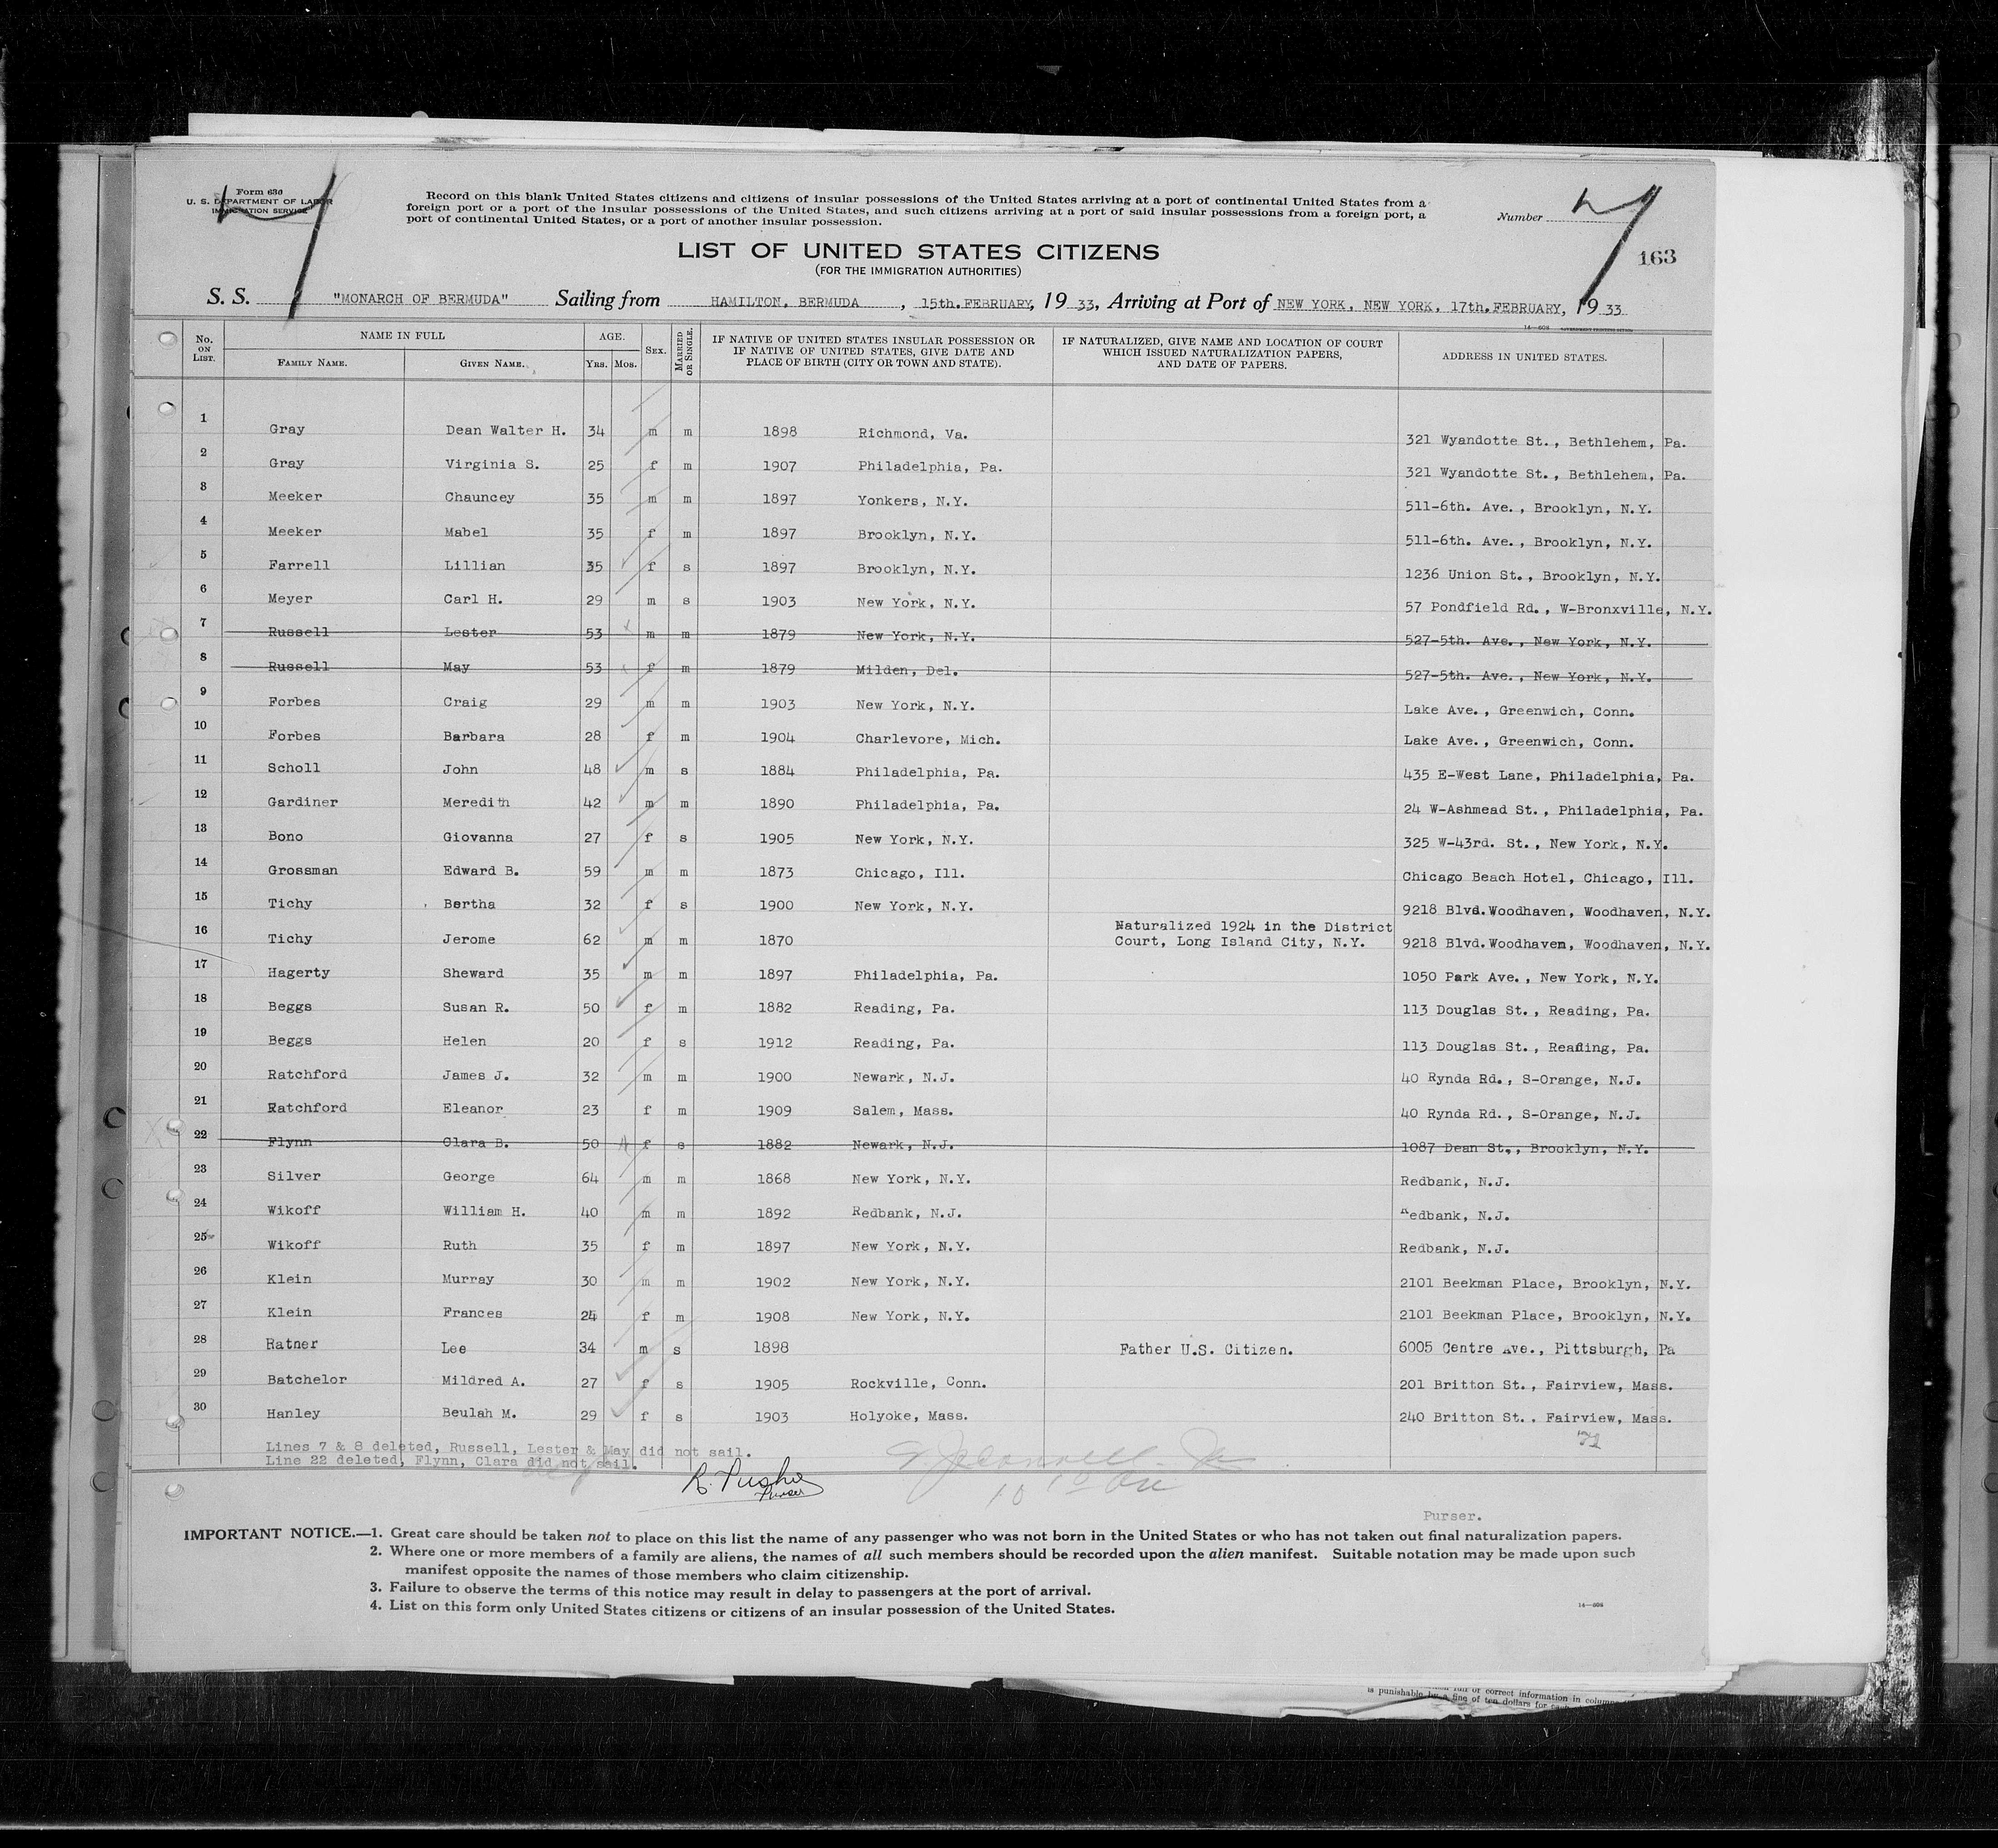 Form 630
U. S. DEPARTMENT OF LABOR
IMMIGRATION SERVICE
Record on this blank United States citizens and citizens of insular possessions of the United States arriving at a port of continental United States from a
foreign port or a port of the insular possessions of the United States, and such citizens arriving at a port of said insular possessions from a foreign port, a
port of continental United States, or a port of another insular possession.
Number
163
LIST OF UNITED STATES CITIZENS
(FOR THE IMMIGRATION AUTHORITIES)
S. S. "MONARCH OF BERMUDA" Sailing from HAMILTON, BERMUDA, 15th.FEBRUARY, 1933, Arriving at Port of NEW YORK, NEW YORK, 17th.FEBRUARY, 1933
No. ON LIST. NAME IN FULL FAMILY NAME. GIVEN NAME. AGE. YRS. MOS. SEX. MARRIED OR SINGLE. IF NATIVE OF UNITED STATES INSULAR POSSESSION OR IF NATIVE OF UNITED STATES, GIVE DATE AND PLACE OF BIRTH (CITY OR TOWN AND STATE). IF NATURALIZED, GIVE NAME AND LOCATION OF COURT WHICH ISSUED NATURALIZATION PAPERS, AND DATE OF PAPERS. ADDRESS IN UNITED STATES.
1 Gray Dean Walter H. 34 m m 1898 Richmond, Va. 321 Wyandotte St., Bethlehem, Pa.
2 Gray Virginia S. 25 f m 1907 Philadelphia, Pa. 321 Wyandotte St., Bethlehem, Pa.
3 Meeker Chauncey 35 m m 1897 Yonkers, N.Y. 511-6th. Ave., Brooklyn, N.Y.
4 Meeker Mabel 35 f m 1897 Brooklyn, N.Y. 511-6th. Ave., Brooklyn, N.Y.
5 Farrell Lillian 35 f s 1897 Brooklyn, N.Y. 1236 Union St., Brooklyn, N.Y.
6 Meyer Carl H. 29 m s 1903 New York, N.Y. 57 Pondfield Rd., W-Bronxville, N.Y.
7 Russell Lester 53 m m 1879 New York, N.Y. 527-5th. Ave., New York, N.Y.
8 Russell May 53 f m 1879 Milden, Del. 527-5th. Ave., New York, N.Y.
9 Forbes Craig 29 m m 1903 New York, N.Y. Lake Ave., Greenwich, Conn.
10 Forbes Barbara 28 f m 1904 Charlevore, Mich. Lake Ave., Greenwich, Conn.
11 Scholl John 48 m s 1884 Philadelphia, Pa. 435 E-West Lane, Philadelphia, Pa.
12 Gardiner Meredith 42 m m 1890 Philadelphia, Pa. 24 W-Ashmead St., Philadelphia, Pa.
13 Bono Giovanna 27 f s 1905 New York, N.Y. 325 W-43rd. St., New York, N.Y.
14 Grossman Edward B. 59 m m 1873 Chicago, Ill. Chicago Beach Hotel, Chicago, Ill.
15 Tichy Bertha 32 f s 1900 New York, N.Y. 9218 Blvd.Woodhaven, Woodhaven, N.Y.
16 Tichy Jerome 62 m m 1870 Naturalized 1924 in the District Court, Long Island City, N.Y. 9218 Blvd.Woodhaven, Woodhaven, N.Y.
17 Hagerty Sheward 35 m m 1897 Philadelphia, Pa. 1050 Park Ave., New York, N.Y.
18 Beggs Susan R. 50 f m 1882 Reading, Pa. 113 Douglas St., Reading, Pa.
19 Beggs Helen 20 f s 1912 Reading, Pa. 113 Douglas St., Reading, Pa.
20 Ratchford James J. 32 m m 1900 Newark, N.J. 40 Rynda Rd., S-Orange, N.J.
21 Ratchford Eleanor 23 f m 1909 Salem, Mass. 40 Rynda Rd., S-Orange, N.J.
22 Flynn Clara B. 50 f s 1882 Newark, N.J. 1087 Dean St., Brooklyn, N.Y.
23 Silver George 64 m m 1868 New York, N.Y. Redbank, N.J.
24 Wikoff William H. 40 m m 1892 Redbank, N.J. Redbank, N.J.
25 Wikoff Ruth 35 f m 1897 New York, N.Y. Redbank, N.J.
26 Klein Murray 30 m m 1902 New York, N.Y. 2101 Beekman Place, Brooklyn, N.Y.
27 Klein Frances 24 f m 1908 New York, N.Y. 2101 Beekman Place, Brooklyn, N.Y.
28 Ratner Lee 34 m s 1898 Father U.S. Citizen. 6005 Centre Ave., Pittsburgh, Pa
29 Batchelor Mildred A. 27 f s 1905 Rockville, Conn. 201 Britton St., Fairview, Mass.
30 Hanley Beulah M. 29 f s 1903 Holyoke, Mass. 240 Britton St., Fairview, Mass.
Lines 7 & 8 deleted, Russell, Lester & May did not sail.
Line 22 deleted, Flynn, Clara did not sail.
Purser
Purser.
IMPORTANT NOTICE.—1. Great care should be taken not to place on this list the name of any passenger who was not born in the United States or who has not taken out final naturalization papers.
2. Where one or more members of a family are aliens, the names of all such members should be recorded upon the alien manifest. Suitable notation may be made upon such
manifest opposite the names of those members who claim citizenship.
3. Failure to observe the terms of this notice may result in delay to passengers at the port of arrival.
4. List on this form only United States citizens or citizens of an insular possession of the United States.
or correct information in column
is punishable by a fine of ten dollars for each